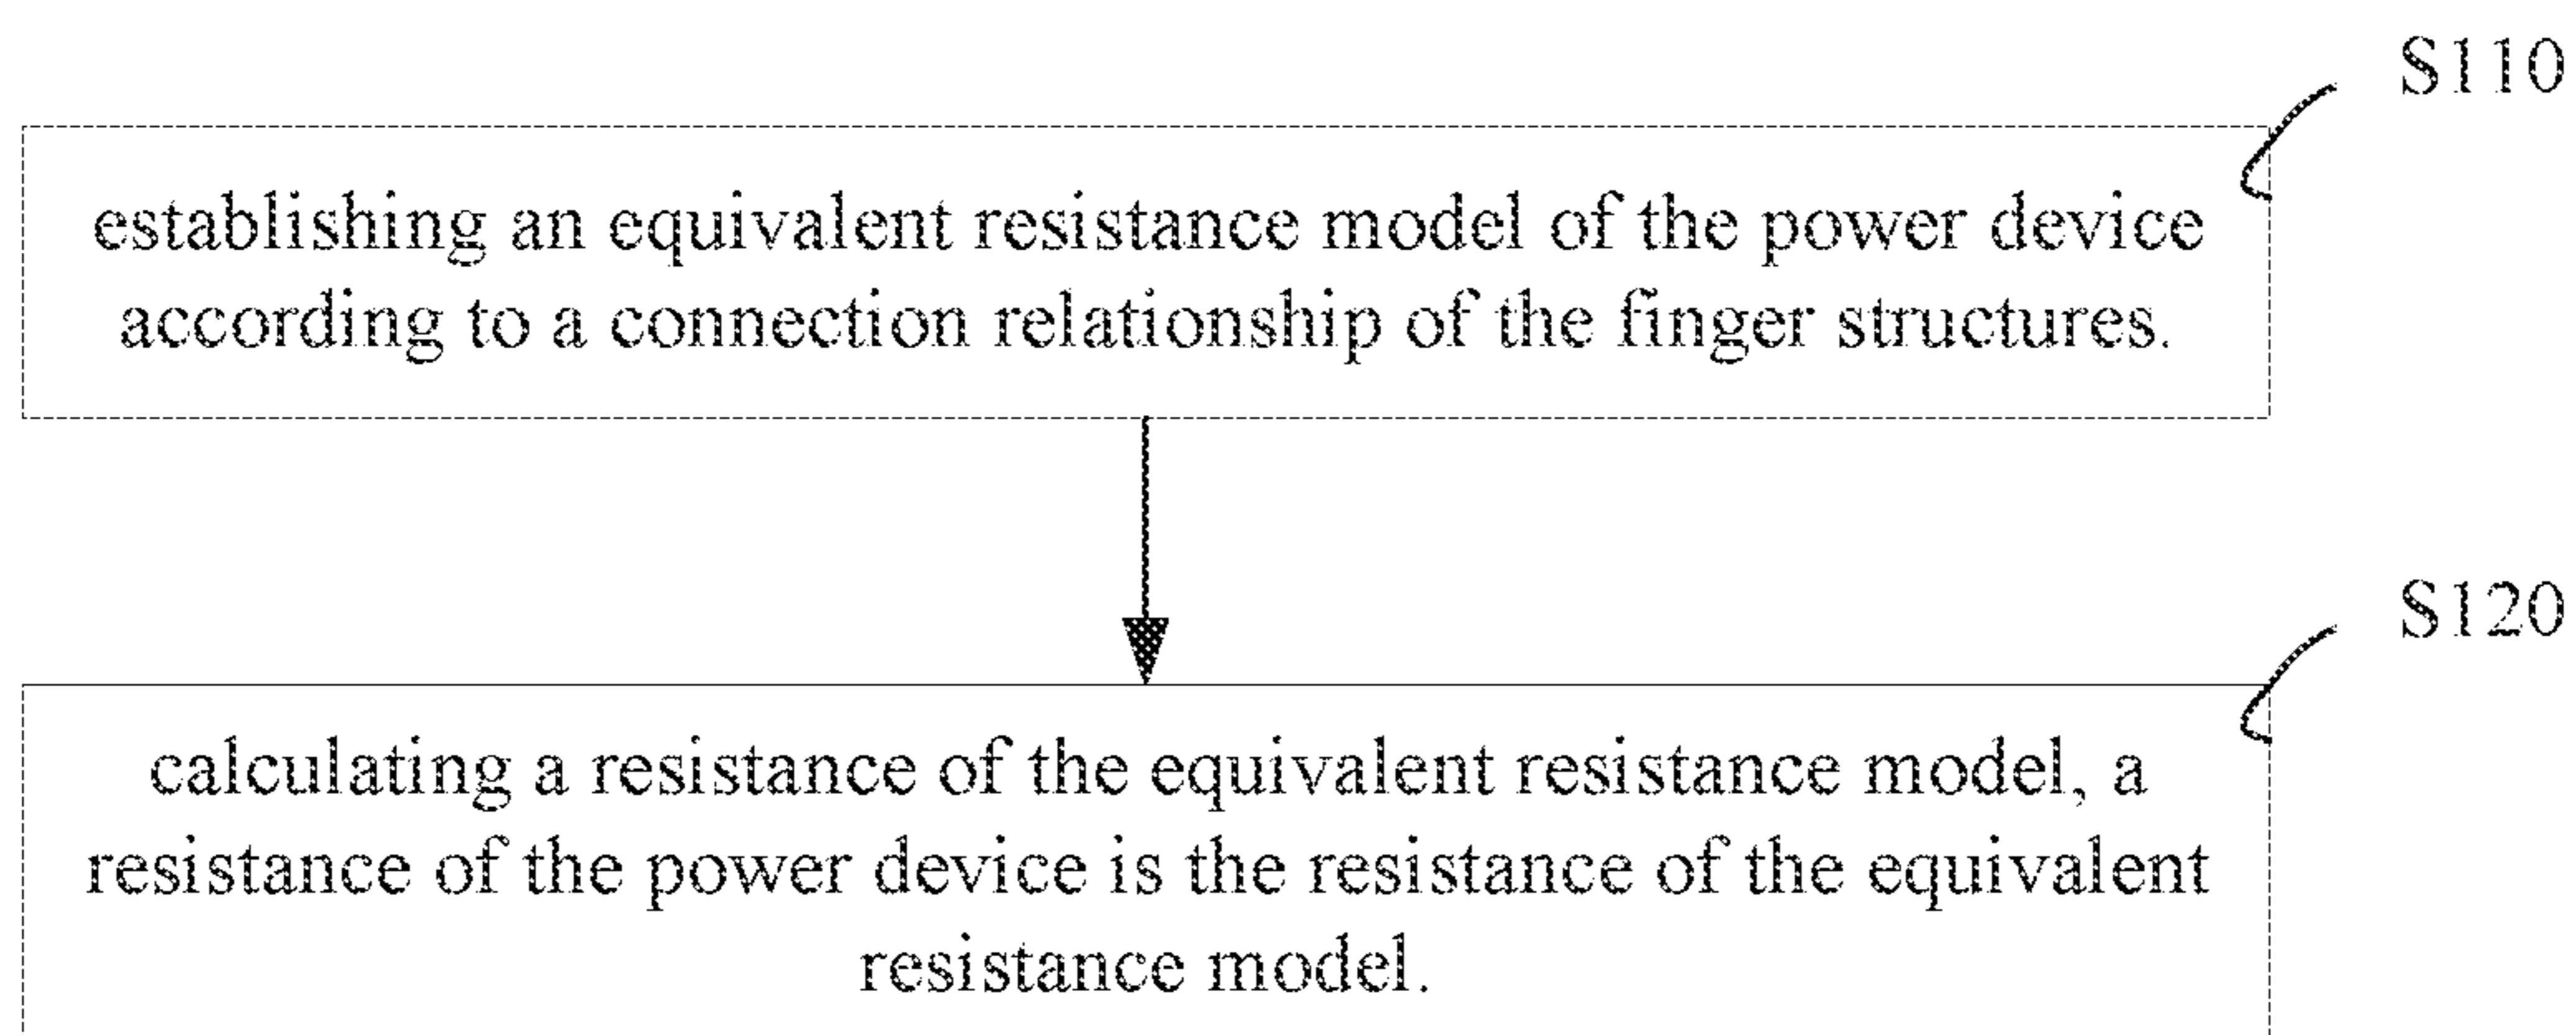 S110
establishing an equivalent resistance model of the power device
according to a connection relationship of the finger structures.
S120
calculating a resistance of the equivalent resistance model, a
resistance of the power device is the resistance of the equivalent
resistance model.